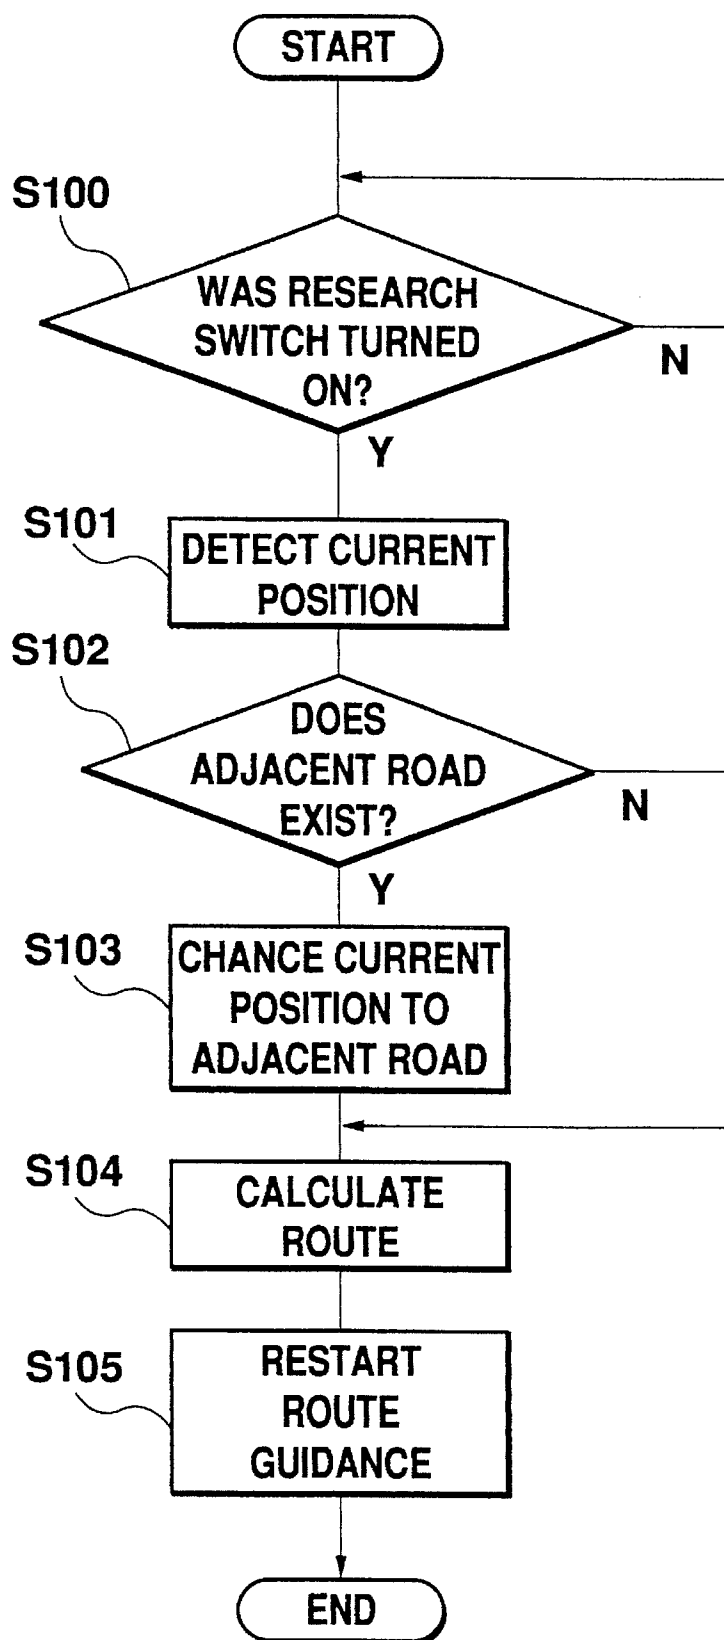 START
S100
WAS RESEARCH
SWITCH TURNED
ON?
N
Y
S101
DETECT CURRENT
POSITION
S102
DOES
ADJACENT ROAD
EXIST?
N
Y
S103
CHANCE CURRENT
POSITION TO
ADJACENT ROAD
S104
CALCULATE
ROUTE
S105
RESTART
ROUTE
GUIDANCE
END